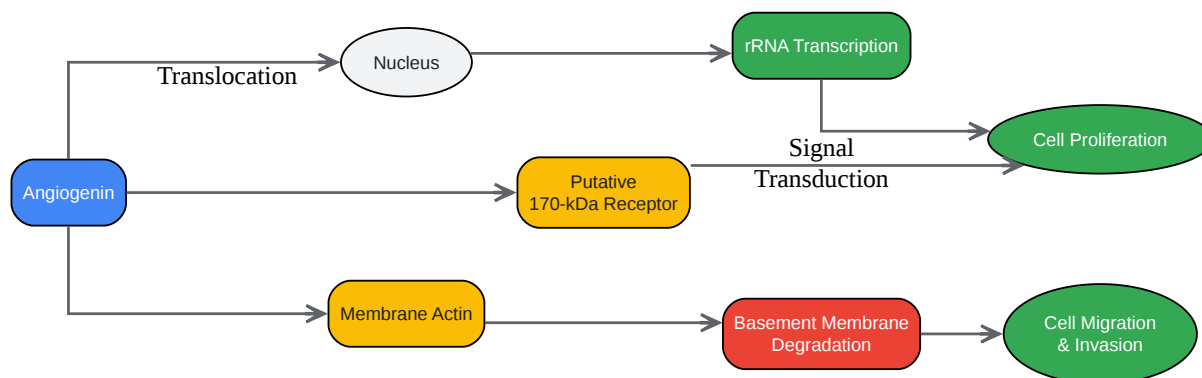 Nucleus
rRNA Transcription
Translocation
Cell Proliferation
Signal
Transduction
Angiogenin
Putative
170-kDa Receptor
Membrane Actin
Basement Membrane
Degradation
Cell Migration
& Invasion